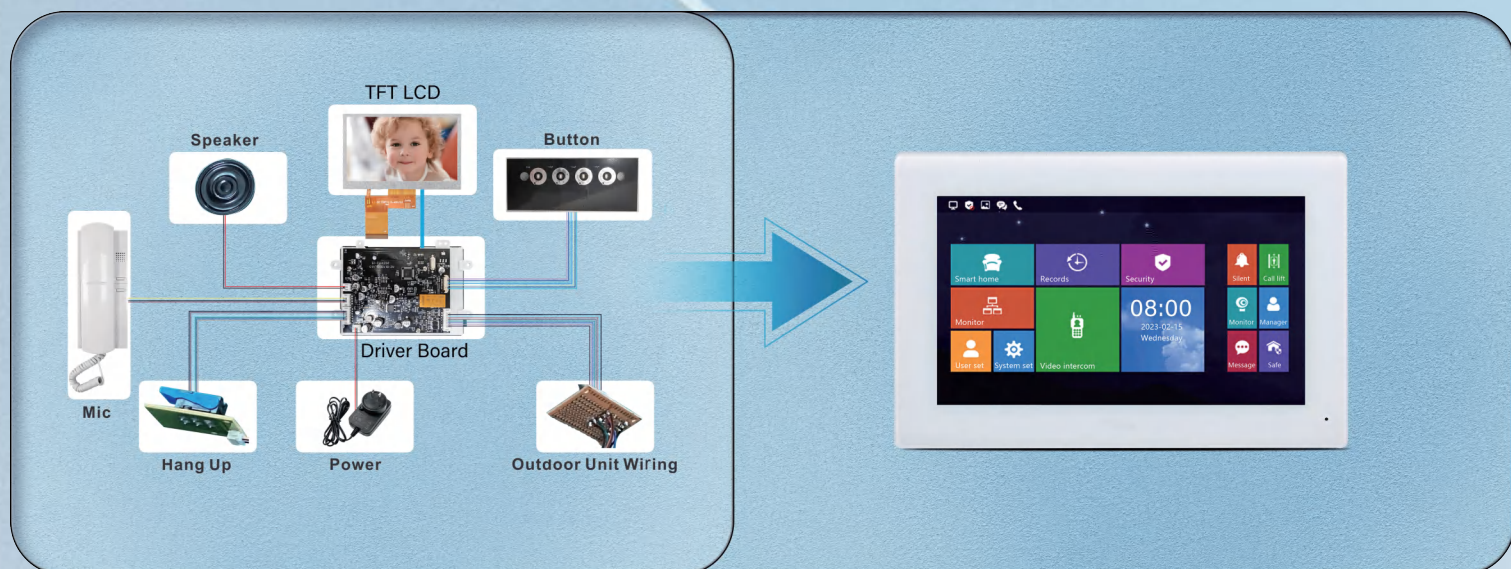 TFT LCD
Speaker
Button
Driver Board
Mic
Hang Up
Power
Outdoor Unit Wiring
Smart home
Records
Security
Silent
Call lift
Monitor
08:00
2023-02-15
Wednesday
Monitor
Manager
User set
System set
Video intercom
Message
Safe